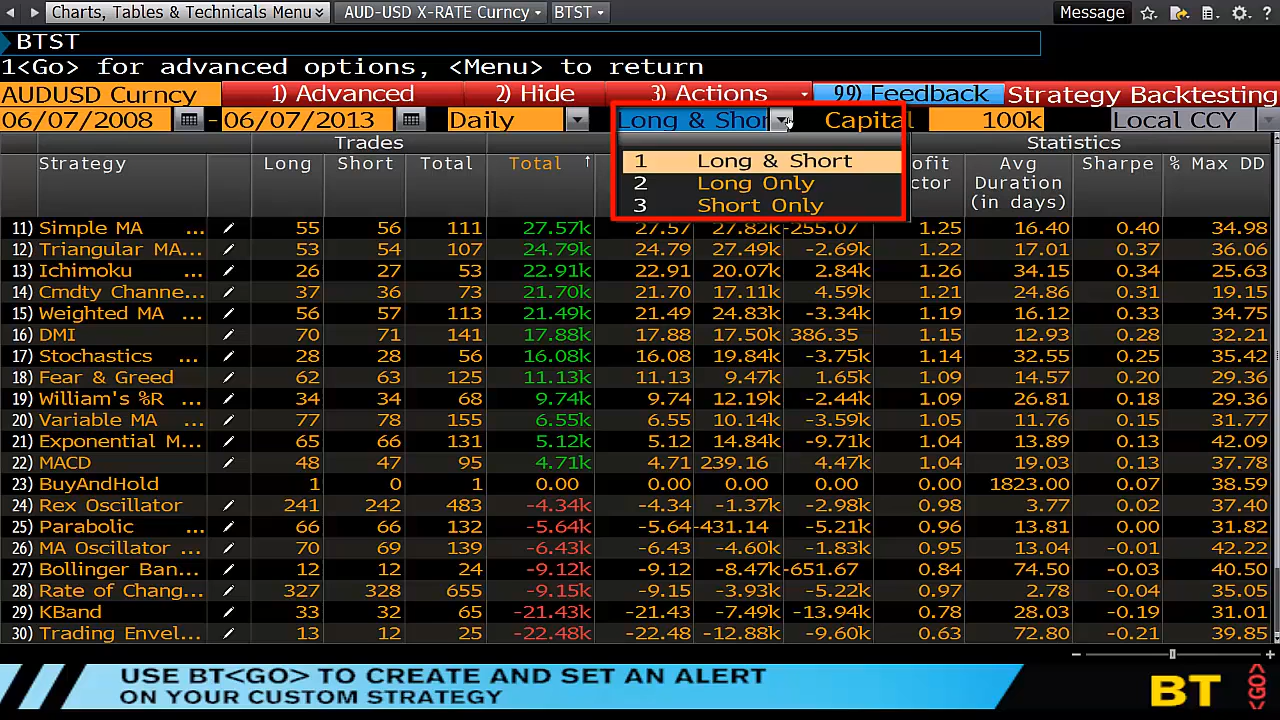 Charts, Tables & Technicals Menu AUD-USD X-RATE Curncy BTST Message ?
BTST
1<Go> for advanced options, <Menu> to return
AUDUSD Curncy 1) Advanced 2) Hide 3) Actions 99) Feedback Strategy Backtesting
06/07/2008 - 06/07/2013 Daily Long & Shor Capital 100k Local CCY
Trades Statistics
Strategy Long Short Total Total ↑ ofit ctor Avg Duration (in days) Sharpe % Max DD
1 Long & Short
2 Long Only
3 Short Only
11) Simple MA ... 55 56 111 27.57k 27.57 27.82k -255.07 1.25 16.40 0.40 34.98
12) Triangular MA... 53 54 107 24.79k 24.79 27.49k -2.69k 1.22 17.01 0.37 36.06
13) Ichimoku ... 26 27 53 22.91k 22.91 20.07k 2.84k 1.26 34.15 0.34 25.63
14) Cmdty Channe... 37 36 73 21.70k 21.70 17.11k 4.59k 1.21 24.86 0.31 19.15
15) Weighted MA ... 56 57 113 21.49k 21.49 24.83k -3.34k 1.19 16.12 0.33 34.75
16) DMI 70 71 141 17.88k 17.88 17.50k 386.35 1.15 12.93 0.28 32.21
17) Stochastics ... 28 28 56 16.08k 16.08 19.84k -3.75k 1.14 32.55 0.25 35.42
18) Fear & Greed 62 63 125 11.13k 11.13 9.47k 1.65k 1.09 14.57 0.20 29.36
19) William's %R ... 34 34 68 9.74k 9.74 12.19k -2.44k 1.09 26.81 0.18 29.36
20) Variable MA ... 77 78 155 6.55k 6.55 10.14k -3.59k 1.05 11.76 0.15 31.77
21) Exponential M... 65 66 131 5.12k 5.12 14.84k -9.71k 1.04 13.89 0.13 42.09
22) MACD 48 47 95 4.71k 4.71 239.16 4.47k 1.04 19.03 0.13 37.78
23) BuyAndHold 1 0 1 0.00 0.00 0.00 0.00 0.00 1823.00 0.07 38.59
24) Rex Oscillator 241 242 483 -4.34k -4.34 -1.37k -2.98k 0.98 3.77 0.02 37.40
25) Parabolic ... 66 66 132 -5.64k -5.64 -431.14 -5.21k 0.96 13.81 0.00 31.82
26) MA Oscillator ... 70 69 139 -6.43k -6.43 -4.60k -1.83k 0.95 13.04 -0.01 42.22
27) Bollinger Ban... 12 12 24 -9.12k -9.12 -8.47k -651.67 0.84 74.50 -0.03 40.50
28) Rate of Chang... 327 328 655 -9.15k -9.15 -3.93k -5.22k 0.97 2.78 -0.04 35.05
29) KBand 33 32 65 -21.43k -21.43 -7.49k -13.94k 0.78 28.03 -0.19 31.01
30) Trading Envel... 13 12 25 -22.48k -22.48 -12.88k -9.60k 0.63 72.80 -0.21 39.85
USE BT<GO> TO CREATE AND SET AN ALERT
ON YOUR CUSTOM STRATEGY
BT <GO>